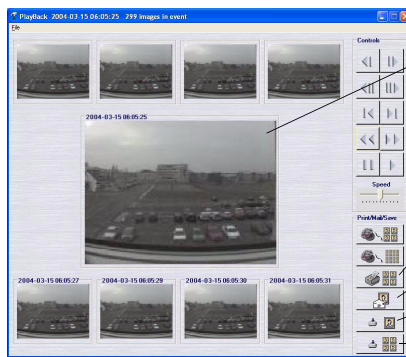 PlayBack 2004-03-15 06:05:25 299 images in event
File
Controls
2004-03-15 06:05:25
Speed
Print/Mail/Save
2004-03-15 06:05:27
2004-03-15 06:05:29
2004-03-15 06:05:30
2004-03-15 06:05:31